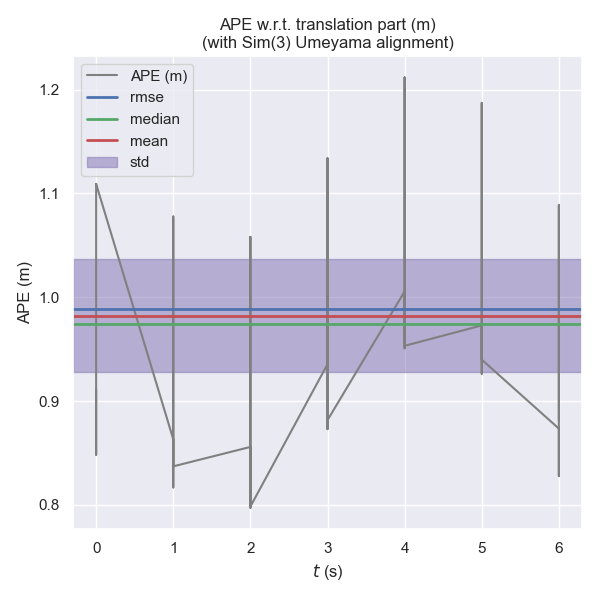 APE w.r.t. translation part (m)
(with Sim(3) Umeyama alignment)
APE (m)
rmse
median
mean
std
APE (m)
1.2
1.1
1.0
0.9
0.8
0 1 2 3 4 5 6
t (s)